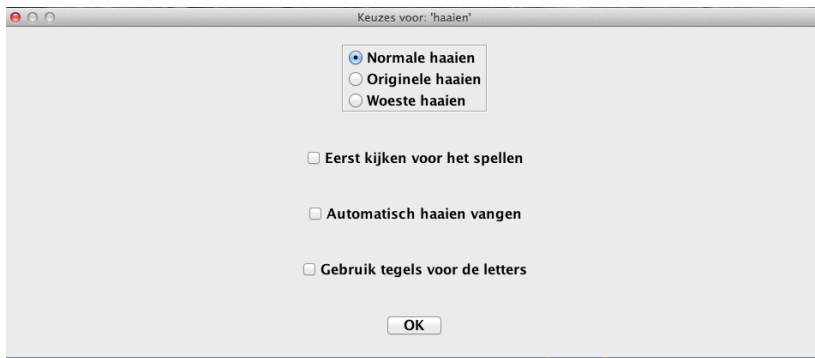 Keuzes voor: 'haaien'
Normale haaien
Originele haaien
Woeste haaien
Eerst kijken voor het spellen
Automatisch haaien vangen
Gebruik tegels voor de letters
OK